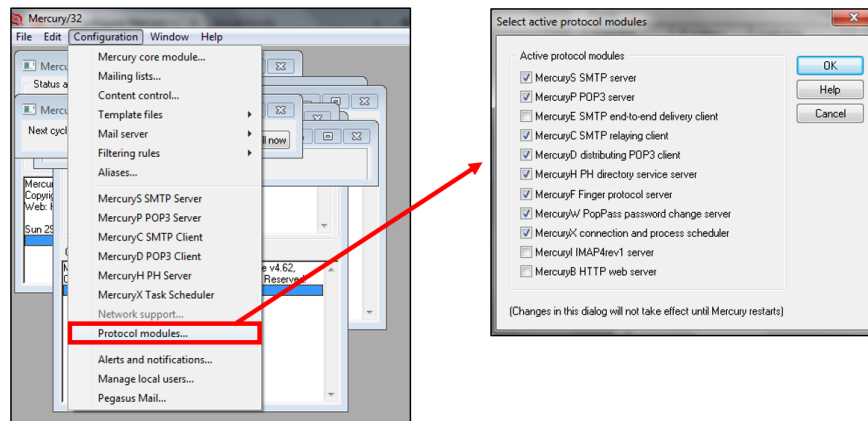 Mercury/32
File Edit Configuration Window Help
Mercury core module...
Mailing lists...
Content control...
Template files
Mail server
Filtering rules
Aliases...
MercuryS SMTP Server
MercuryP POP3 Server
MercuryC SMTP Client
MercuryD POP3 Client
MercuryH PH Server
MercuryX Task Scheduler
Network support...
Protocol modules...
Alerts and notifications...
Manage local users...
Pegasus Mail...
Status a
Next cycl
now
Copyrig
Web:
Sun 29
v4.62,
Reserved
Select active protocol modules
Active protocol modules
MercuryS SMTP server
MercuryP POP3 server
MercuryE SMTP end-to-end delivery client
MercuryC SMTP relaying client
MercuryD distributing POP3 client
MercuryH PH directory service server
MercuryF Finger protocol server
MercuryW PopPass password change server
MercuryX connection and process scheduler
MercuryI IMAP4rev1 server
MercuryB HTTP web server
(Changes in this dialog will not take effect until Mercury restarts)
OK
Help
Cancel